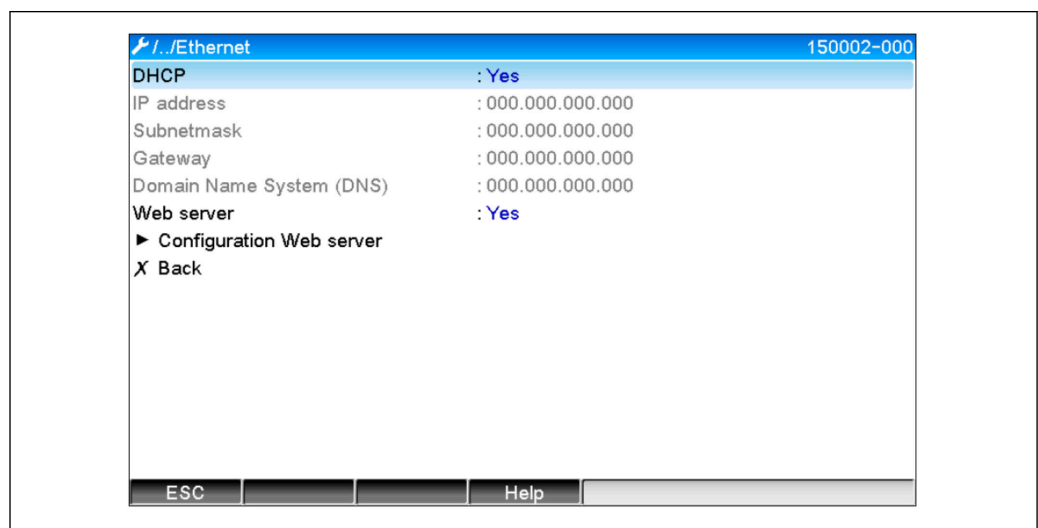 /../Ethernet 150002-000
DHCP : Yes
IP address : 000.000.000.000
Subnetmask : 000.000.000.000
Gateway : 000.000.000.000
Domain Name System (DNS) : 000.000.000.000
Web server : Yes
► Configuration Web server
X Back
ESC Help